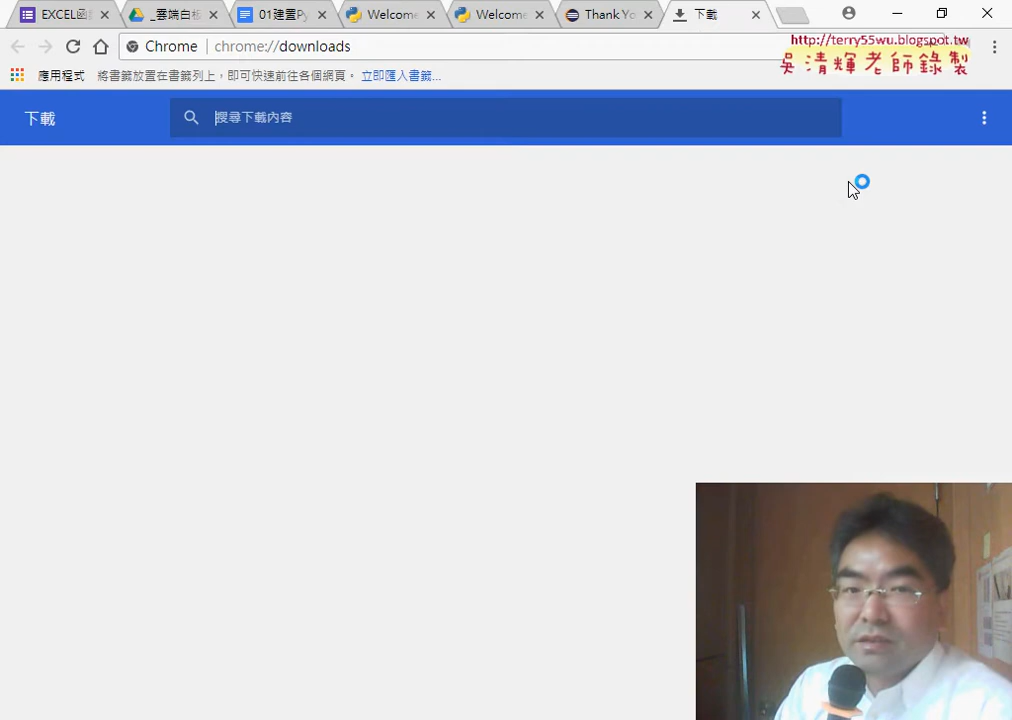 EXCEL函
_雲端白板
01建置Py
Welcome
Welcome
Thank Yo
下載
Chrome chrome://downloads
http://terry55wu.blogspot.tw
吳清輝老師錄製
應用程式 將書籤放置在書籤列上，即可快速前往各個網頁。 立即匯入書籤...
下載 搜尋下載內容